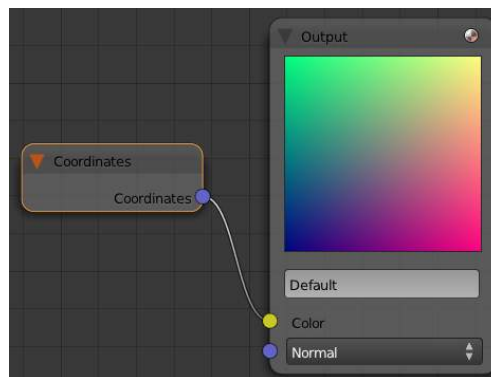 Output
Coordinates
Coordinates
Default
Color
Normal